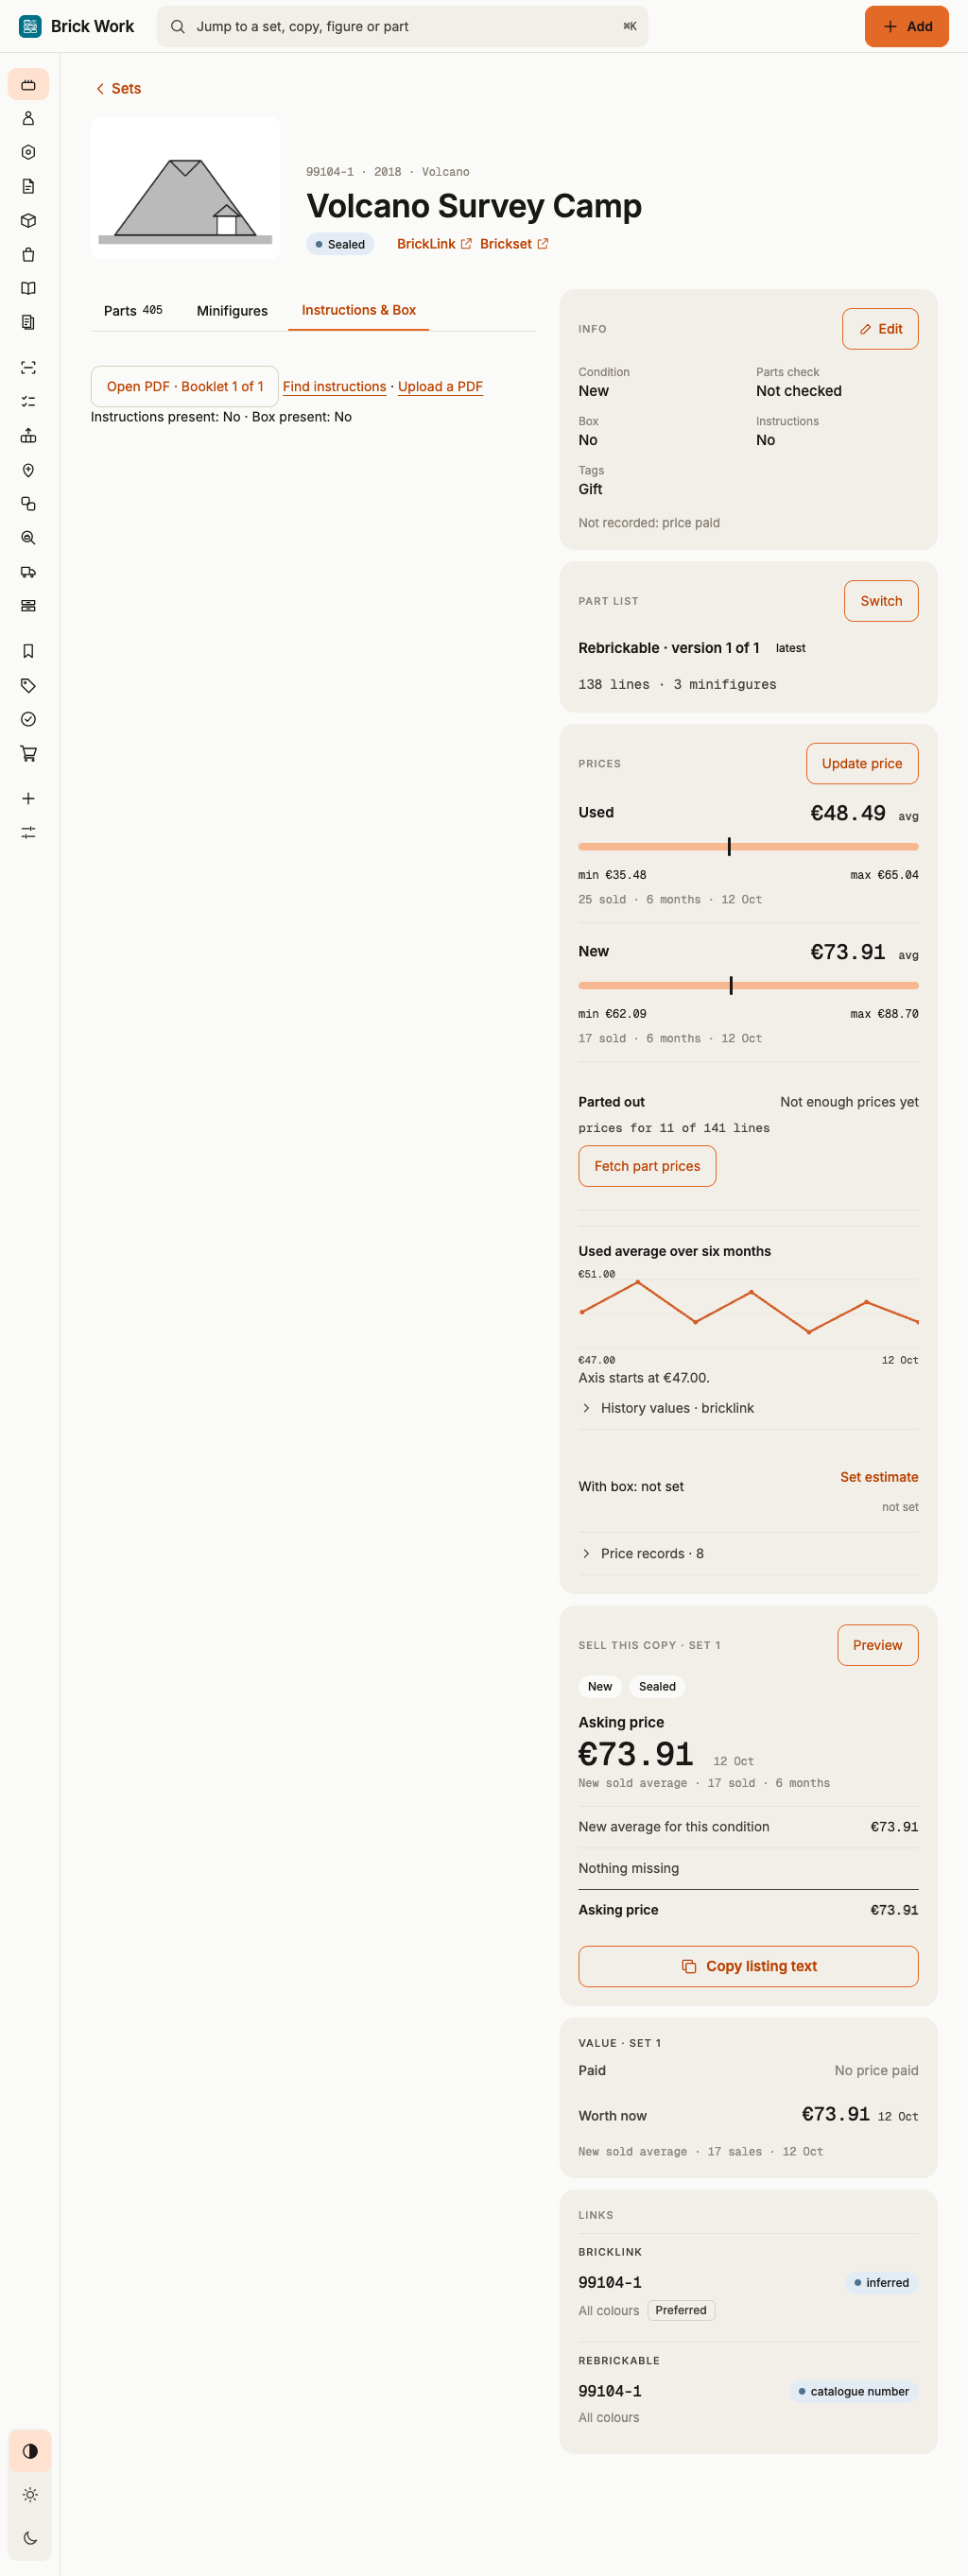 Brick Work
Jump to a set, copy, figure or part
⌘K
Add
Sets
99104-1 · 2018 · Volcano
Volcano Survey Camp
Sealed
BrickLink
Brickset
Parts 405
Minifigures
Instructions & Box
Open PDF · Booklet 1 of 1
Find instructions · Upload a PDF
Instructions present: No · Box present: No
INFO
Edit
Condition
New
Parts check
Not checked
Box
No
Instructions
No
Tags
Gift
Not recorded: price paid
PART LIST
Switch
Rebrickable · version 1 of 1 latest
138 lines · 3 minifigures
PRICES
Update price
Used
€48.49 avg
min €35.48
max €65.04
25 sold · 6 months · 12 Oct
New
€73.91 avg
min €62.09
max €88.70
17 sold · 6 months · 12 Oct
Parted out
Not enough prices yet
prices for 11 of 141 lines
Fetch part prices
Used average over six months
€51.00
€47.00
12 Oct
Axis starts at €47.00.
History values · bricklink
With box: not set
Set estimate
not set
Price records · 8
SELL THIS COPY · SET 1
Preview
New
Sealed
Asking price
€73.91 12 Oct
New sold average · 17 sold · 6 months
New average for this condition
€73.91
Nothing missing
Asking price
€73.91
Copy listing text
VALUE · SET 1
Paid
No price paid
Worth now
€73.91 12 Oct
New sold average · 17 sales · 12 Oct
LINKS
BRICKLINK
99104-1
inferred
All colours
Preferred
REBRICKABLE
99104-1
catalogue number
All colours